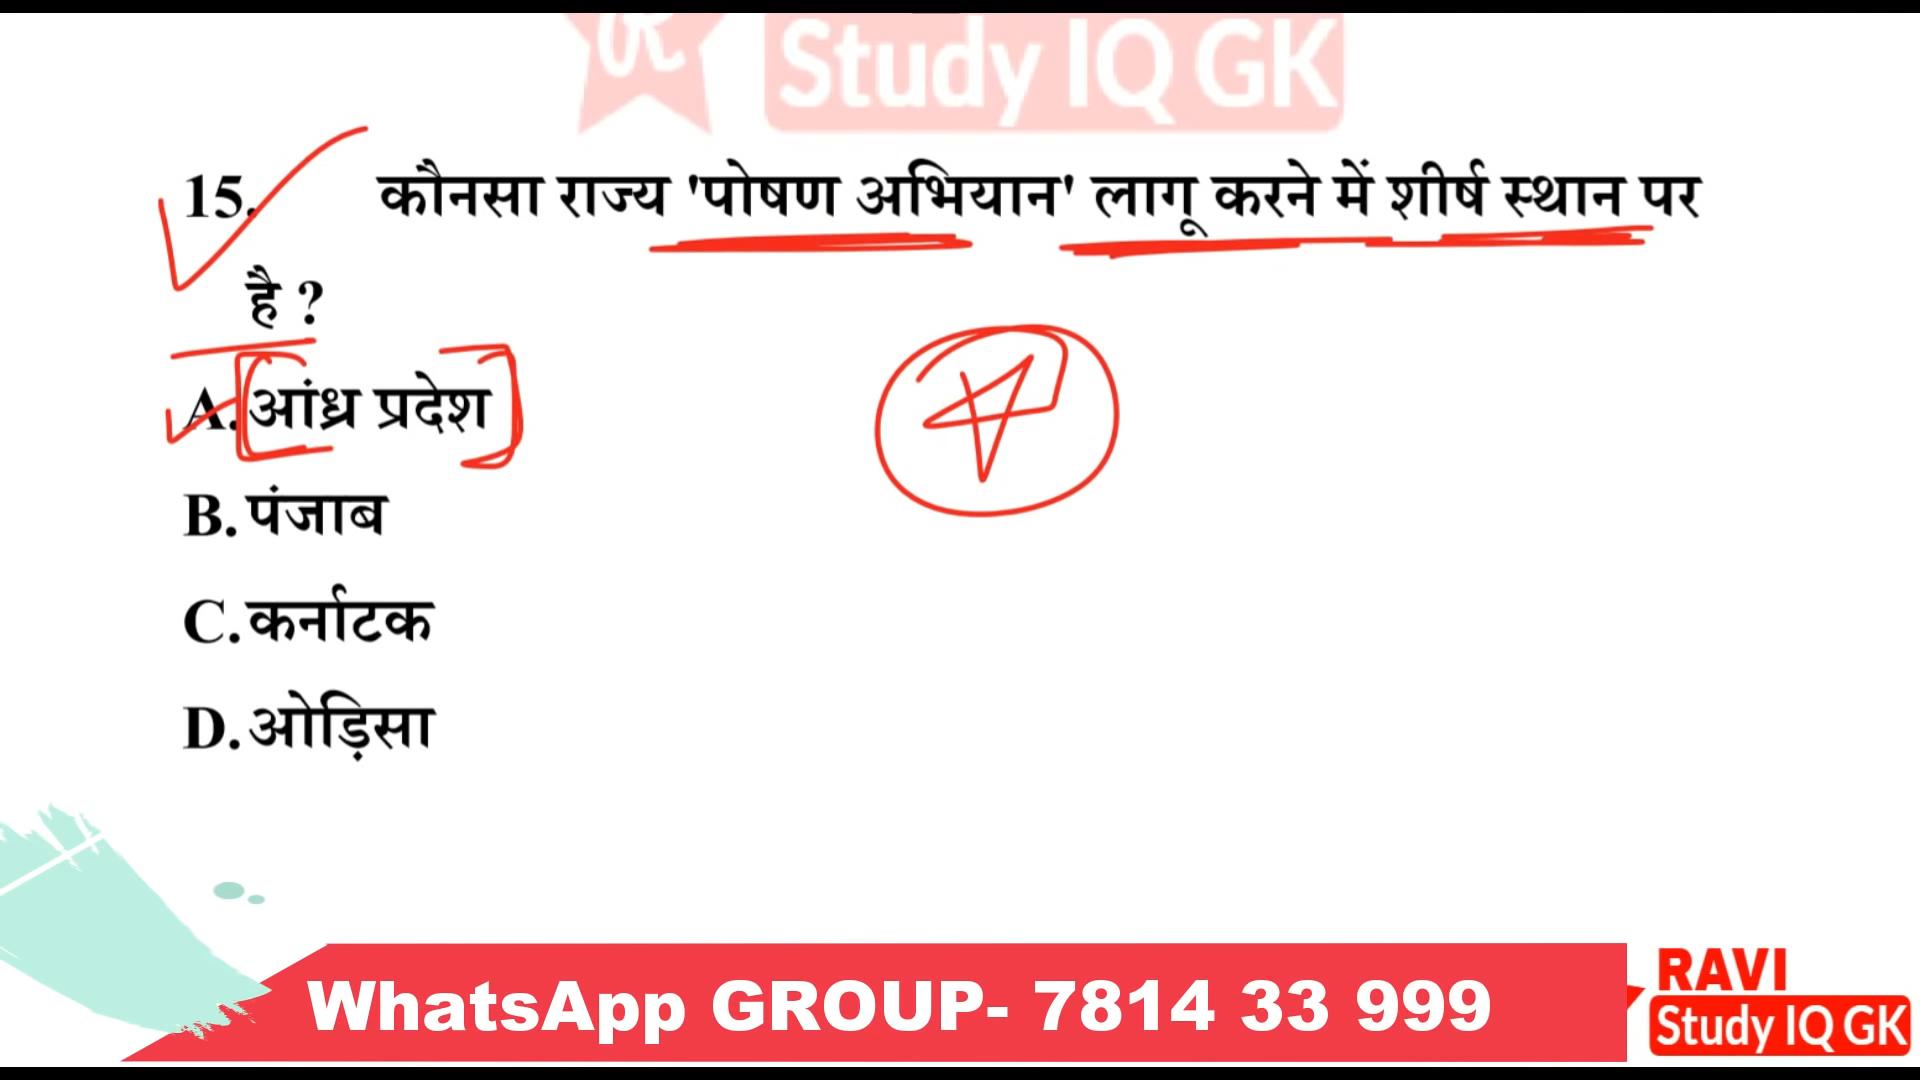 Study IQ GK
15. कौनसा राज्य 'पोषण अभियान' लागू करने में शीर्ष स्थान पर
है ?
A. आंध्र प्रदेश
B. पंजाब
C. कर्नाटक
D. ओड़िसा
WhatsApp GROUP- 7814 33 999
RAVI
Study IQ GK